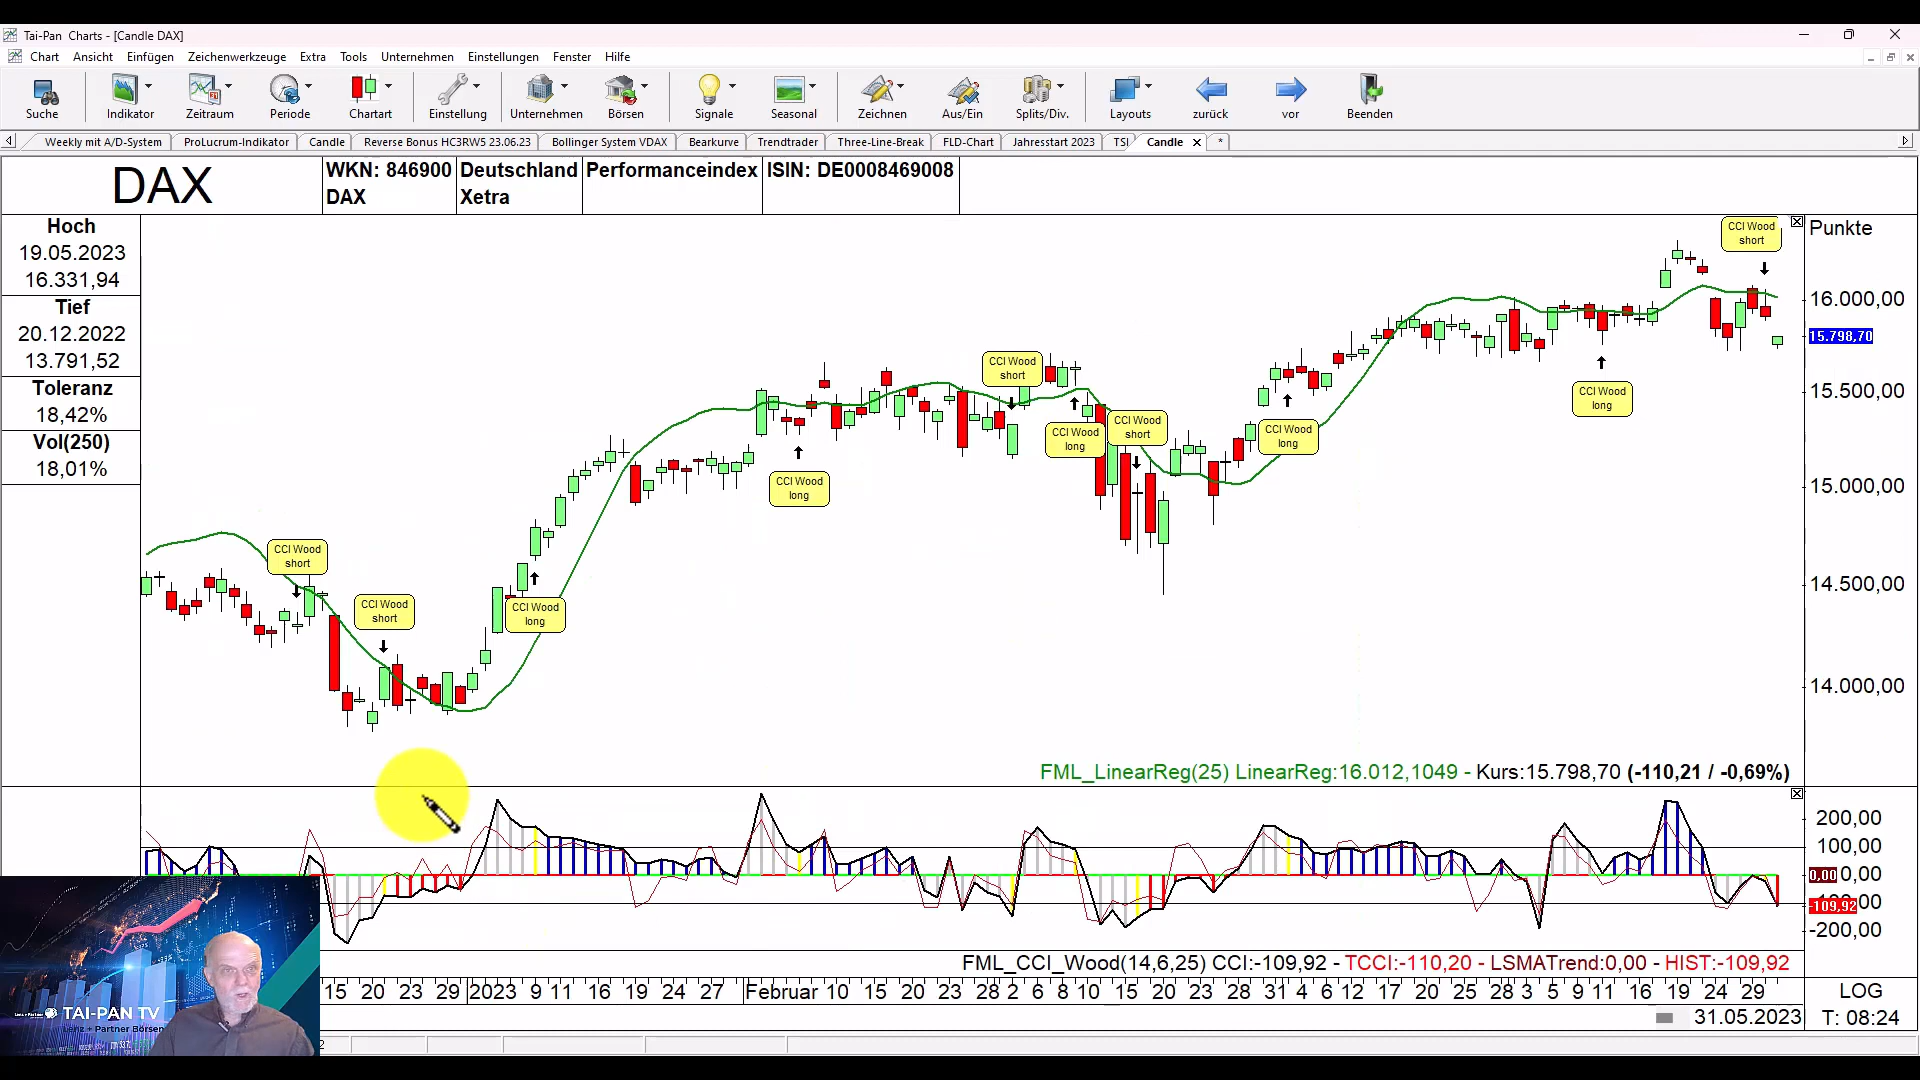 Tai-Pan Charts - [Candle DAX]
Chart Ansicht Einfügen Zeichenwerkzeuge Extra Tools Unternehmen Einstellungen Fenster Hilfe
Suche Indikator Zeitraum Periode Chartart Einstellung Unternehmen Börsen Signale Seasonal Zeichnen Aus/Ein Splits/Div. Layouts zurück vor Beenden
Weekly mit A/D-System ProLucrum-Indikator Candle Reverse Bonus HC3RW5 23.06.23 Bollinger System VDAX Bearkurve Trendtrader Three-Line-Break FLD-Chart Jahresstart 2023 TSI Candle *
DAX
WKN: 846900 Deutschland Performanceindex ISIN: DE0008469008
DAX Xetra
Hoch
19.05.2023
16.331,94
Tief
20.12.2022
13.791,52
Toleranz
18,42%
Vol(250)
18,01%
CCI Wood
short
CCI Wood
short
CCI Wood
long
CCI Wood
long
CCI Wood
short
CCI Wood
long
CCI Wood
short
CCI Wood
long
CCI Wood
long
CCI Wood
short
Punkte
16.000,00
15.798,70
15.500,00
15.000,00
14.500,00
14.000,00
FML_LinearReg(25) LinearReg:16.012,1049 - Kurs:15.798,70 (-110,21 / -0,69%)
200,00
100,00
0,00 0,00
-109,92
-200,00
FML_CCI_Wood(14,6,25) CCI:-109,92 - TCCI:-110,20 - LSMATrend:0,00 - HIST:-109,92
15 20 23 29 2023 9 11 16 19 24 27 Februar 10 15 20 23 28 2 6 8 10 15 20 23 28 31 4 6 12 17 20 25 28 3 5 9 11 16 19 24 29
LOG
31.05.2023
T: 08:24
TAI-PAN TV
Lenz + Partner Börsen